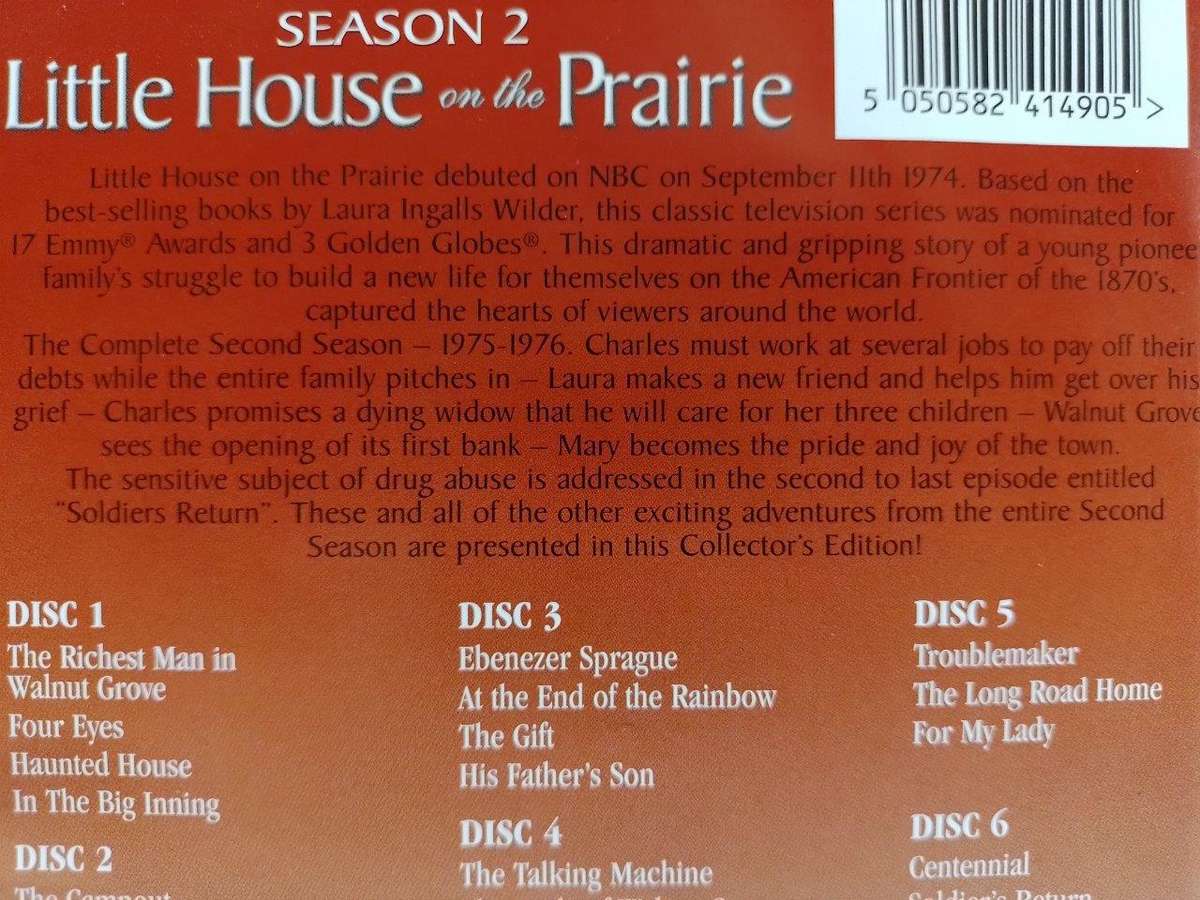 SEASON 2
Little House on the Prairie
5 050582 414905 >
Little House on the Prairie debuted on NBC on September 11th 1974. Based on the
best-selling books by Laura Ingalls Wilder, this classic television series was nominated for
17 Emmy® Awards and 3 Golden Globes®. This dramatic and gripping story of a young pionee
family's struggle to build a new life for themselves on the American Frontier of the 1870's,
captured the hearts of viewers around the world.
The Complete Second Season – 1975-1976. Charles must work at several jobs to pay off their
debts while the entire family pitches in – Laura makes a new friend and helps him get over his
grief – Charles promises a dying widow that he will care for her three children – Walnut Grove
sees the opening of its first bank – Mary becomes the pride and joy of the town.
The sensitive subject of drug abuse is addressed in the second to last episode entitled
"Soldiers Return". These and all of the other exciting adventures from the entire Second
Season are presented in this Collector's Edition!
DISC 1
The Richest Man in
Walnut Grove
Four Eyes
Haunted House
In The Big Inning
DISC 2
The Campout
DISC 3
Ebenezer Sprague
At the End of the Rainbow
The Gift
His Father's Son
DISC 4
The Talking Machine
DISC 5
Troublemaker
The Long Road Home
For My Lady
DISC 6
Centennial
Soldier's Return